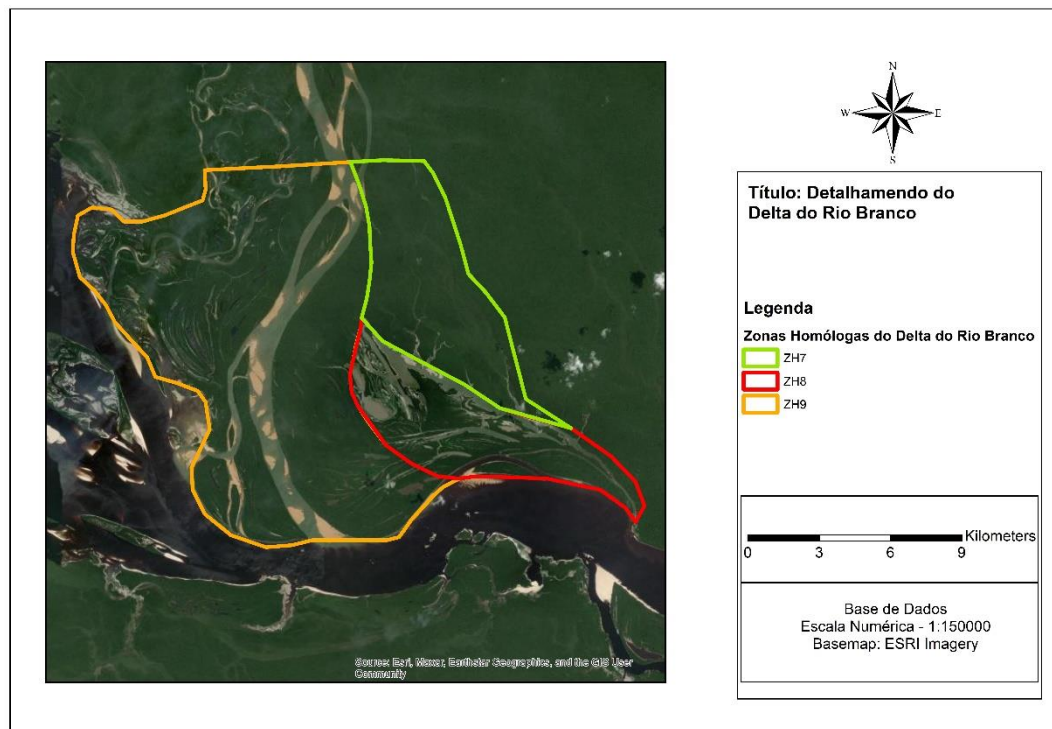 N
W E
S
Título: Detalhamendo do
Delta do Rio Branco
Legenda
Zonas Homólogas do Delta do Rio Branco
ZH7
ZH8
ZH9
Kilometers
0 3 6 9
Base de Dados
Escala Numérica - 1:150000
Basemap: ESRI Imagery
Source: Esri, Maxar, Earthstar Geographics, and the GIS User
Community